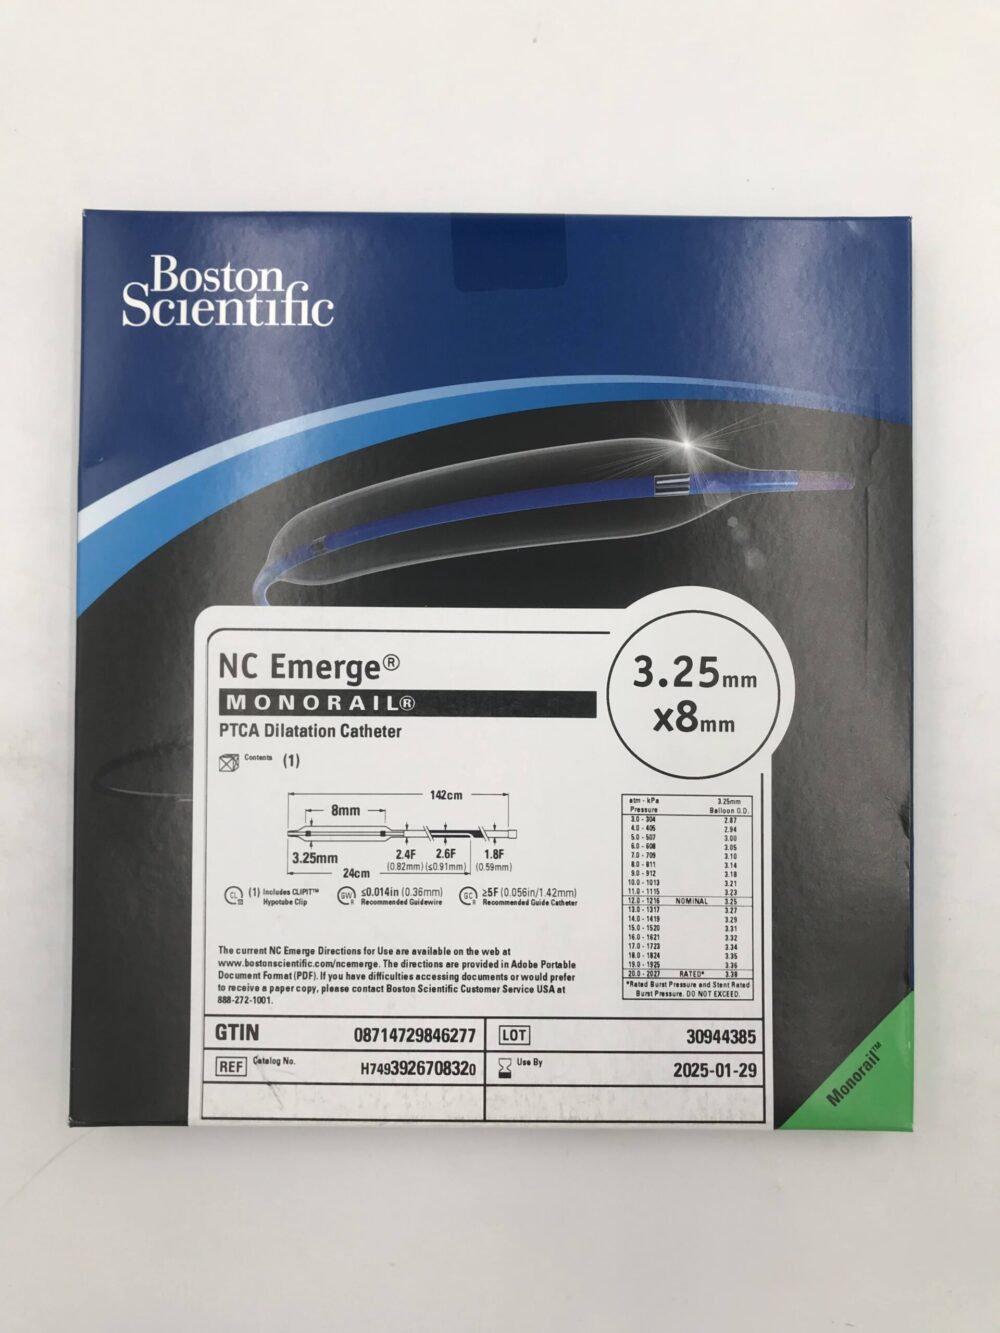 Boston
Scientific
NC Emerge®
MONORAIL®
PTCA Dilatation Catheter
3.25mm
x8mm
Contents (1)
142cm
8mm
3.25mm
2.4F 2.6F 1.8F
(0.82mm) (≤0.91mm) (0.59mm)
24cm
CL (1) Includes CLIPIT™
Hypotube Clip
GW ≤0.014in (0.36mm)
R Recommended Guidewire
GC ≥5F (0.056in/1.42mm)
R Recommended Guide Catheter
atm - kPa 3.25mm
Pressure Balloon O.D.
3.0 - 304 2.87
4.0 - 405 2.94
5.0 - 507 3.00
6.0 - 608 3.05
7.0 - 709 3.10
8.0 - 811 3.14
9.0 - 912 3.18
10.0 - 1013 3.21
11.0 - 1115 3.23
12.0 - 1216 NOMINAL 3.25
13.0 - 1317 3.27
14.0 - 1419 3.29
15.0 - 1520 3.31
16.0 - 1621 3.32
17.0 - 1723 3.34
18.0 - 1824 3.35
19.0 - 1925 3.36
20.0 - 2027 RATED* 3.38
*Rated Burst Pressure and Stent Rated
Burst Pressure. DO NOT EXCEED.
The current NC Emerge Directions for Use are available on the web at
www.bostonscientific.com/ncemerge. The directions are provided in Adobe Portable
Document Format (PDF). If you have difficulties accessing documents or would prefer
to receive a paper copy, please contact Boston Scientific Customer Service USA at
888-272-1001.
GTIN 08714729846277
LOT 30944385
REF Catalog No. H7493926708320
Use By 2025-01-29
Monorail™